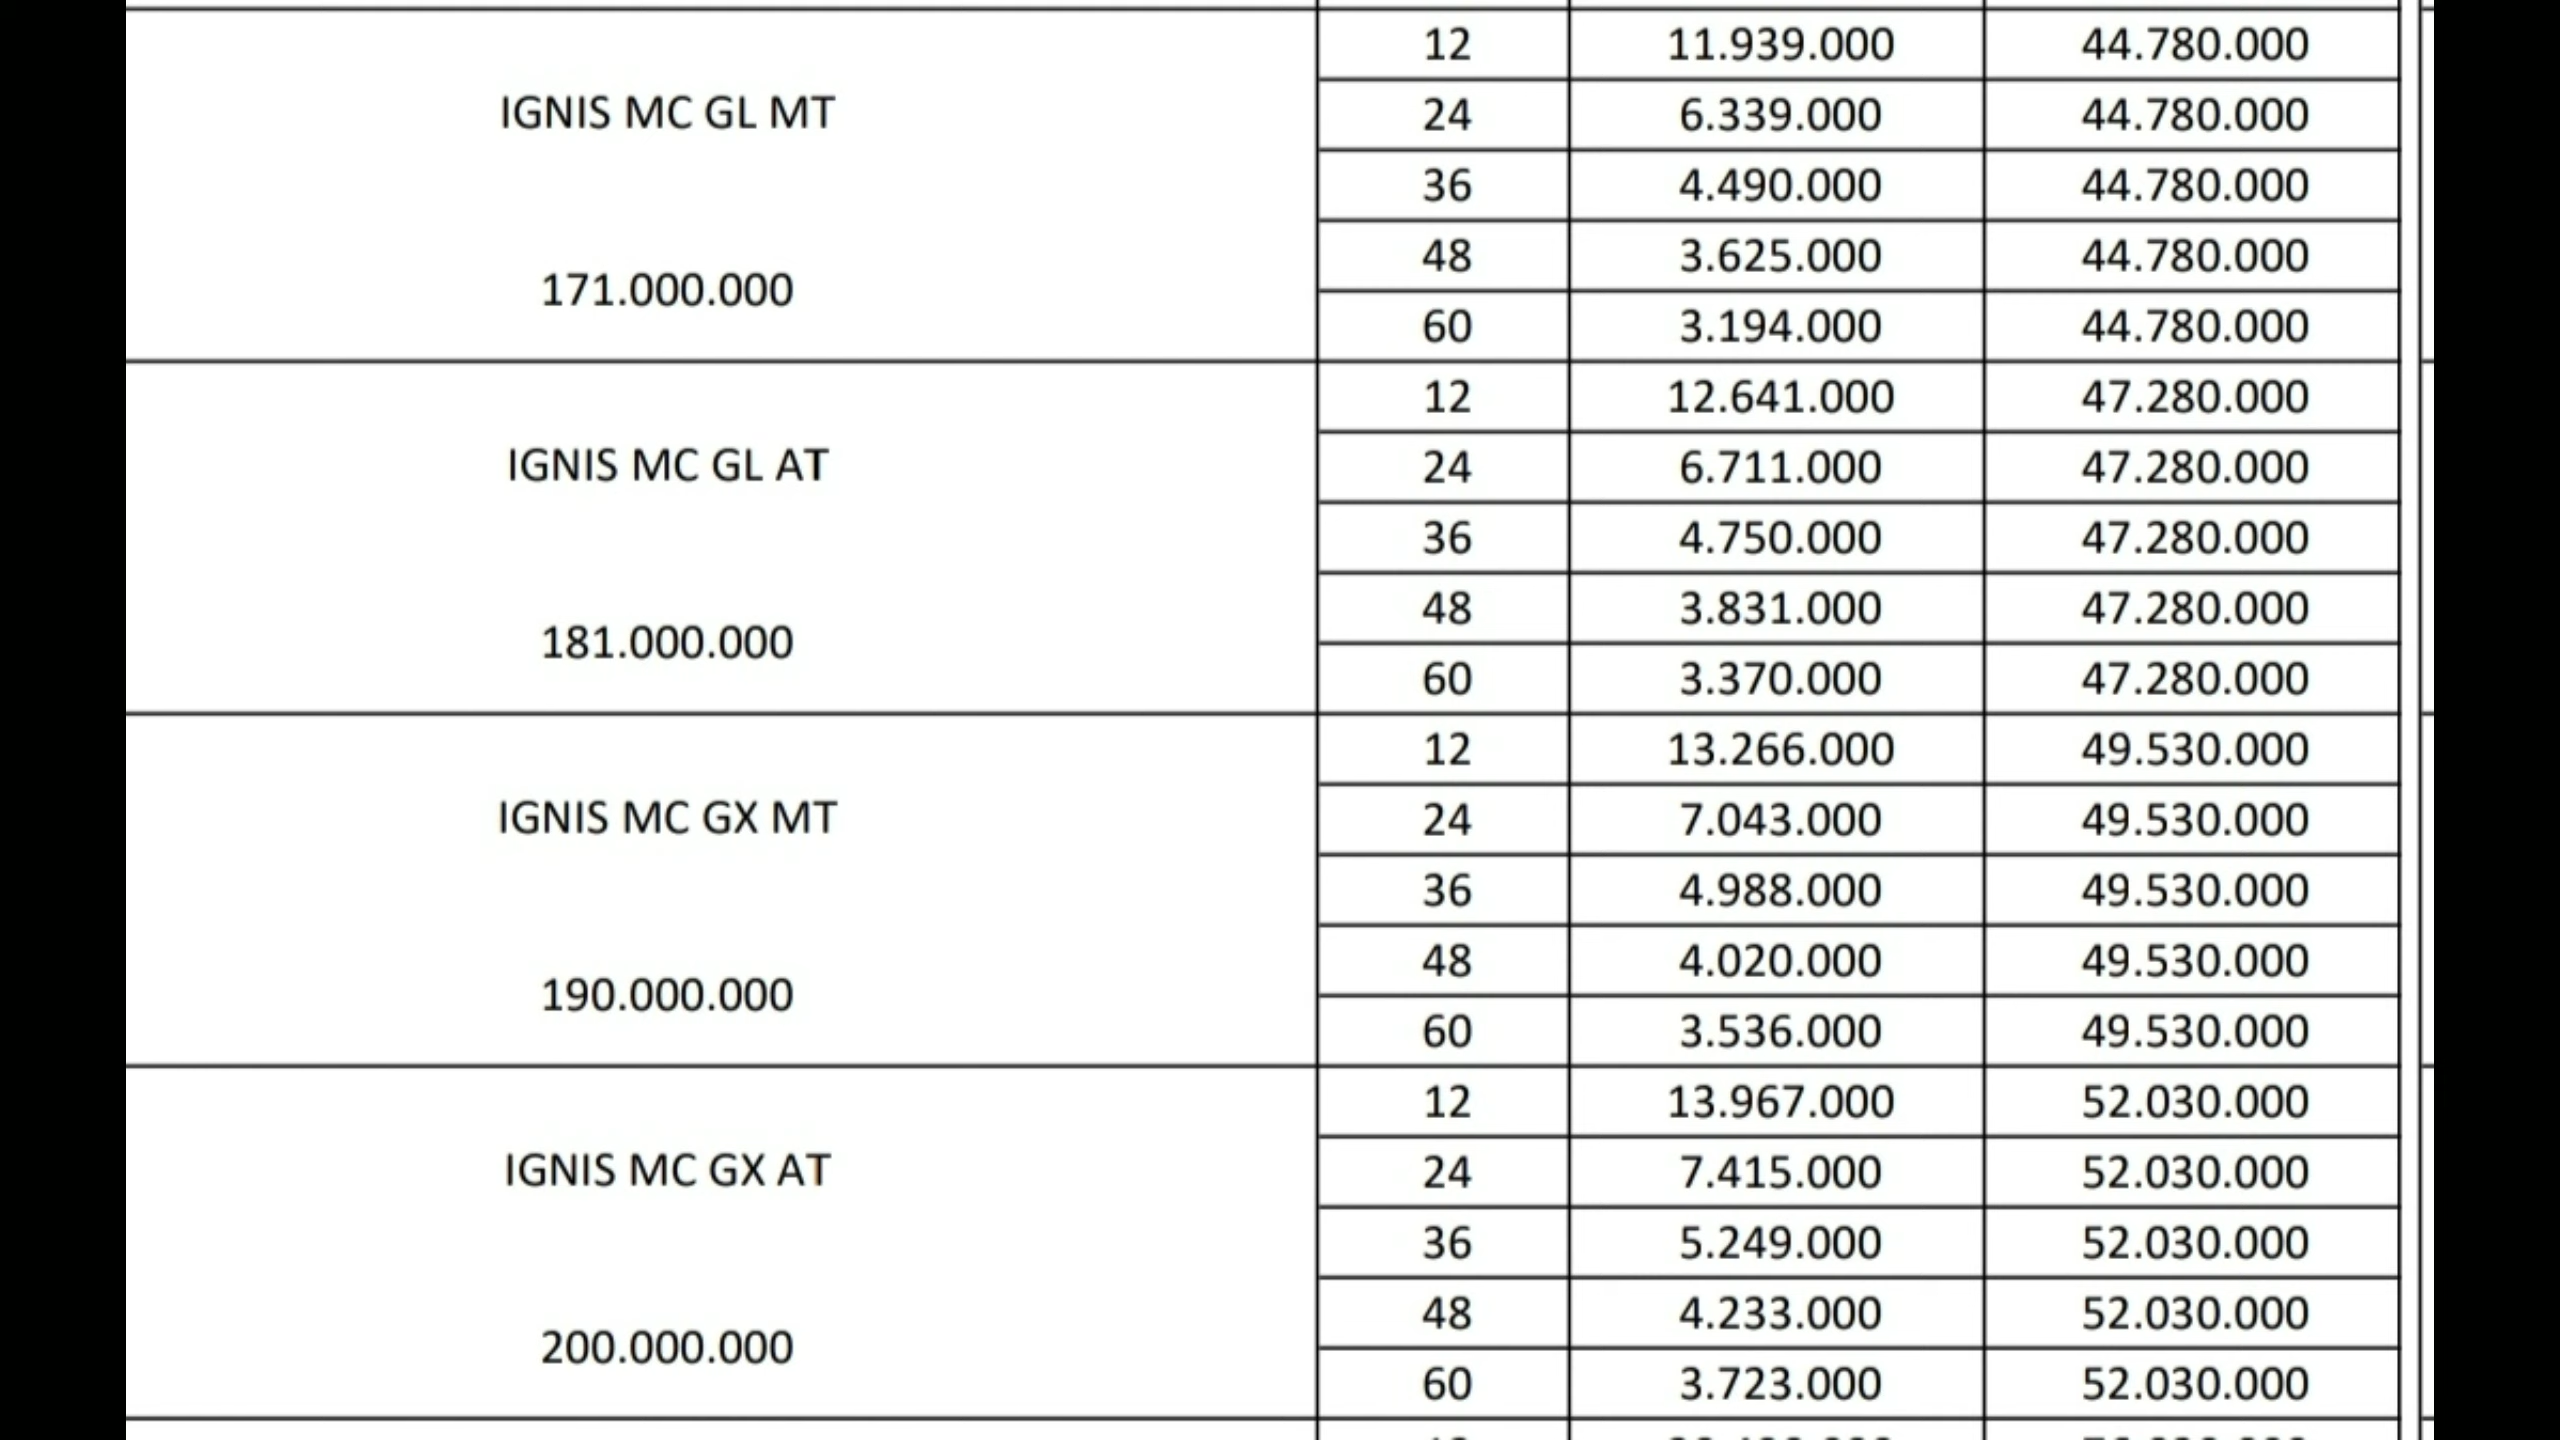 12 11.939.000 44.780.000
IGNIS MC GL MT
24 6.339.000 44.780.000
36 4.490.000 44.780.000
48 3.625.000 44.780.000
171.000.000
60 3.194.000 44.780.000
12 12.641.000 47.280.000
IGNIS MC GL AT
24 6.711.000 47.280.000
36 4.750.000 47.280.000
48 3.831.000 47.280.000
181.000.000
60 3.370.000 47.280.000
12 13.266.000 49.530.000
IGNIS MC GX MT
24 7.043.000 49.530.000
36 4.988.000 49.530.000
48 4.020.000 49.530.000
190.000.000
60 3.536.000 49.530.000
12 13.967.000 52.030.000
IGNIS MC GX AT
24 7.415.000 52.030.000
36 5.249.000 52.030.000
48 4.233.000 52.030.000
200.000.000
60 3.723.000 52.030.000